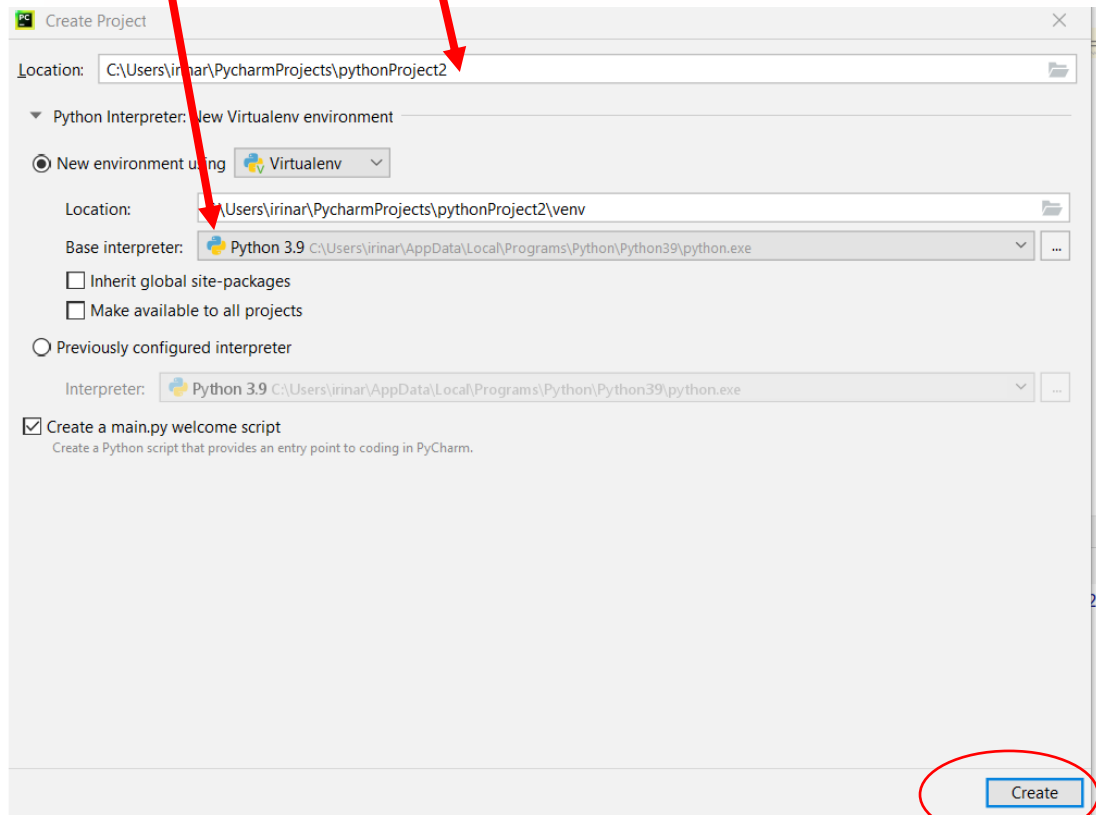 PC Create Project
Location: C:\Users\irinar\PycharmProjects\pythonProject2
Python Interpreter: New Virtualenv environment
New environment using Virtualenv
Location: \Users\irinar\PycharmProjects\pythonProject2\venv
Base interpreter: Python 3.9 C:\Users\irinar\AppData\Local\Programs\Python\Python39\python.exe ...
Inherit global site-packages
Make available to all projects
Previously configured interpreter
Interpreter: Python 3.9 C:\Users\irinar\AppData\Local\Programs\Python\Python39\python.exe ...
Create a main.py welcome script
Create a Python script that provides an entry point to coding in PyCharm.
2
Create